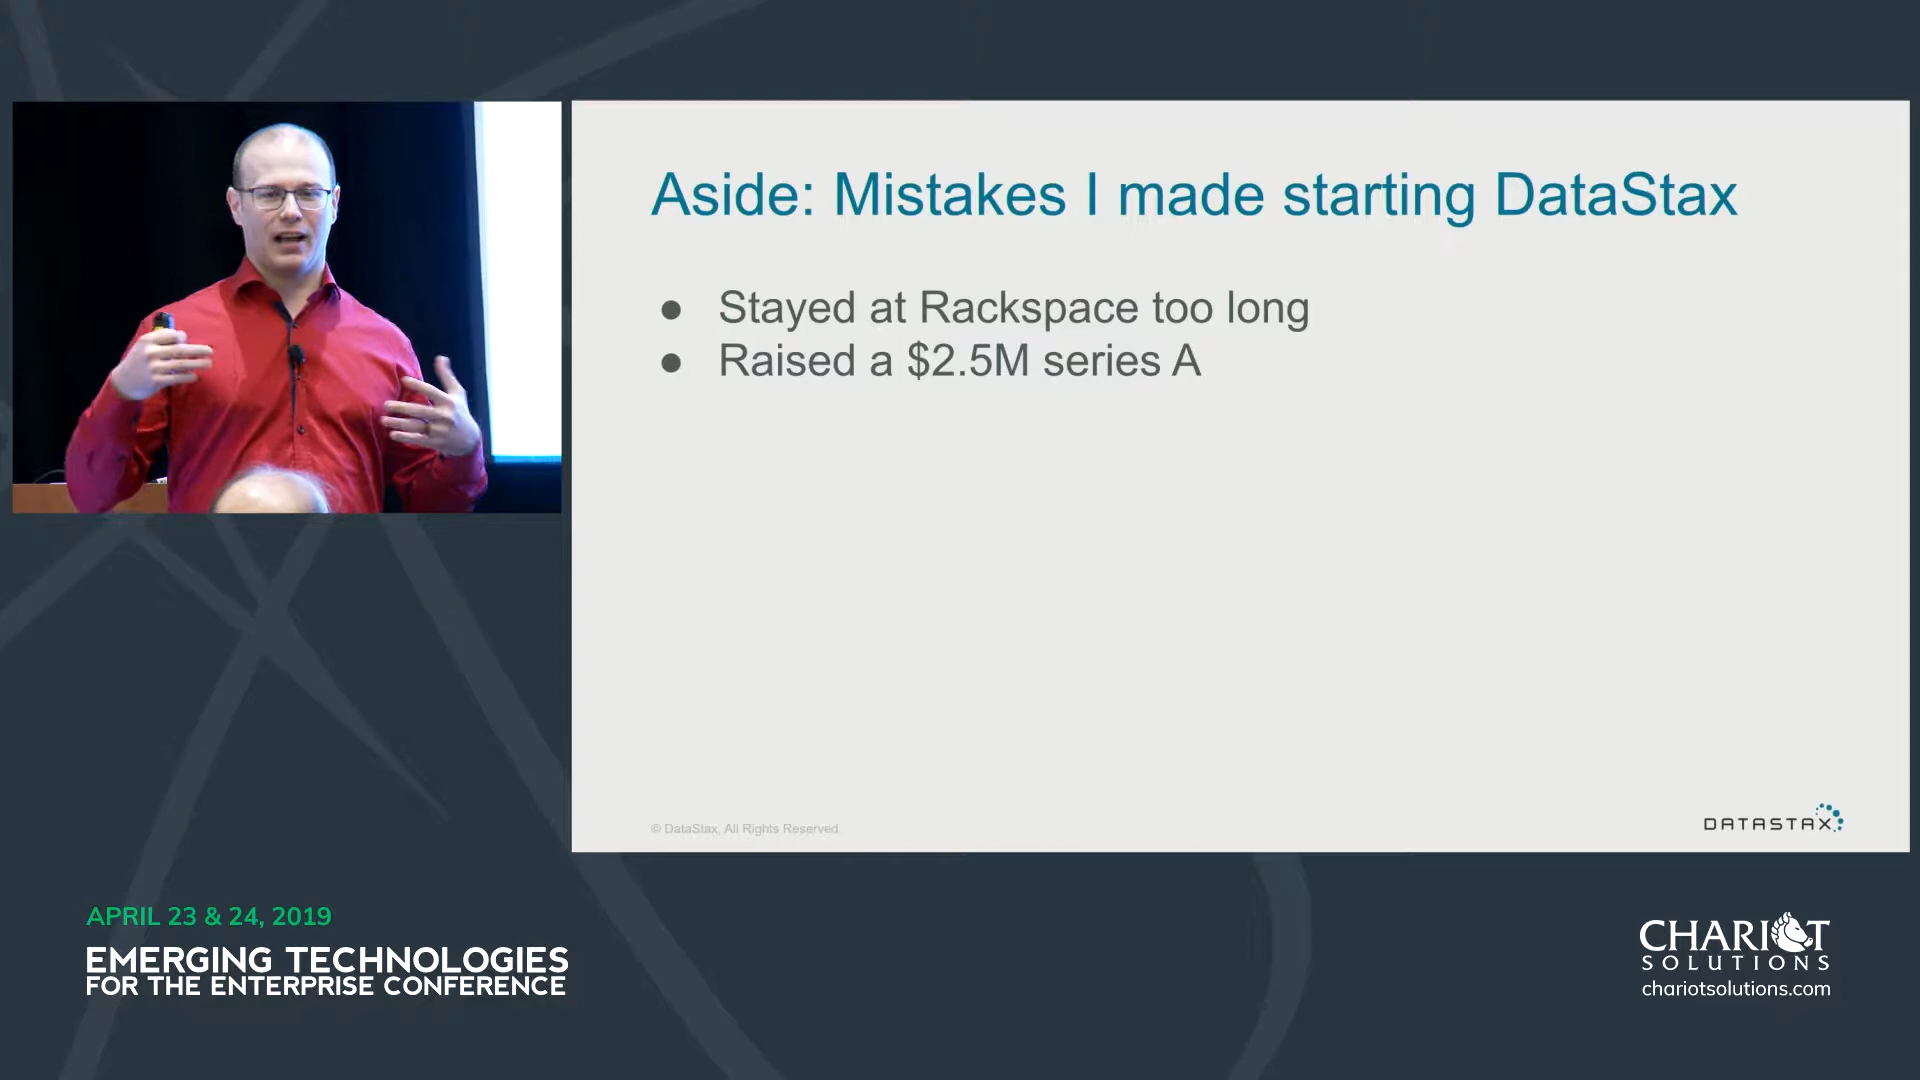 Aside: Mistakes I made starting DataStax
● Stayed at Rackspace too long
● Raised a $2.5M series A
© DataStax, All Rights Reserved.
DATASTAX
APRIL 23 & 24, 2019
EMERGING TECHNOLOGIES
FOR THE ENTERPRISE CONFERENCE
CHARIOT
SOLUTIONS
chariotsolutions.com